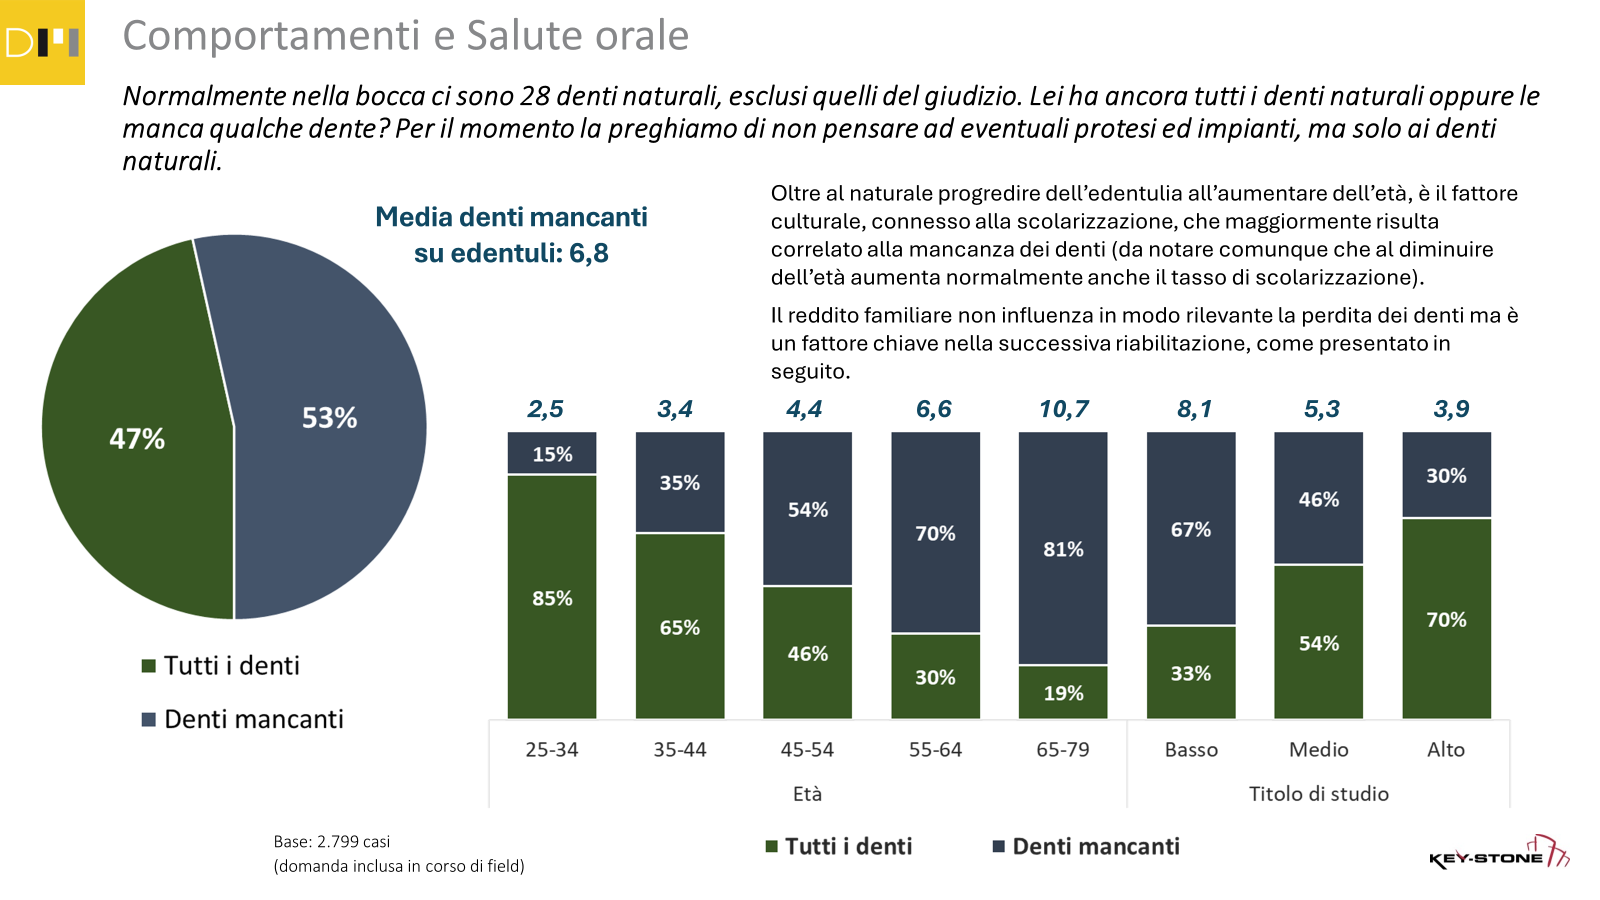 Comportamenti e Salute orale
Normalmente nella bocca ci sono 28 denti naturali, esclusi quelli del giudizio. Lei ha ancora tutti i denti naturali oppure le
manca qualche dente? Per il momento la preghiamo di non pensare ad eventuali protesi ed impianti, ma solo ai denti
naturali.
Media denti mancanti
su edentuli: 6,8
47%
53%
Tutti i denti
Denti mancanti
Oltre al naturale progredire dell'edentulia all'aumentare dell'età, è il fattore
culturale, connesso alla scolarizzazione, che maggiormente risulta
correlato alla mancanza dei denti (da notare comunque che al diminuire
dell'età aumenta normalmente anche il tasso di scolarizzazione).
Il reddito familiare non influenza in modo rilevante la perdita dei denti ma è
un fattore chiave nella successiva riabilitazione, come presentato in
seguito.
2,5 3,4 4,4 6,6 10,7 8,1 5,3 3,9
15% 35% 54% 70% 81% 67% 46% 30%
85% 65% 46% 30% 19% 33% 54% 70%
25-34 35-44 45-54 55-64 65-79 Basso Medio Alto
Età Titolo di studio
Tutti i denti Denti mancanti
Base: 2.799 casi
(domanda inclusa in corso di field)
KEY-STONE